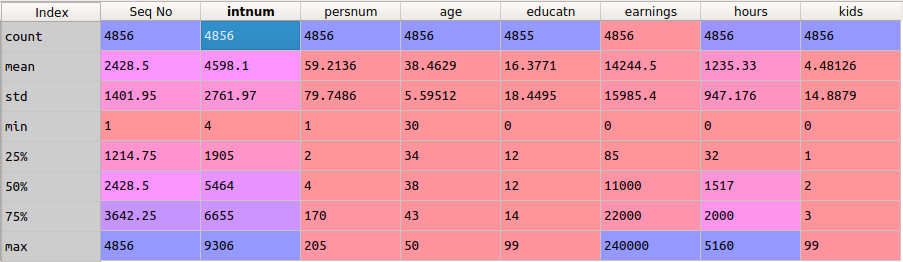 Index Seq No intnum persnum age educatn earnings hours kids
count 4856 4856 4856 4856 4855 4856 4856 4856
mean 2428.5 4598.1 59.2136 38.4629 16.3771 14244.5 1235.33 4.48126
std 1401.95 2761.97 79.7486 5.59512 18.4495 15985.4 947.176 14.8879
min 1 4 1 30 0 0 0 0
25% 1214.75 1905 2 34 12 85 32 1
50% 2428.5 5464 4 38 12 11000 1517 2
75% 3642.25 6655 170 43 14 22000 2000 3
max 4856 9306 205 50 99 240000 5160 99